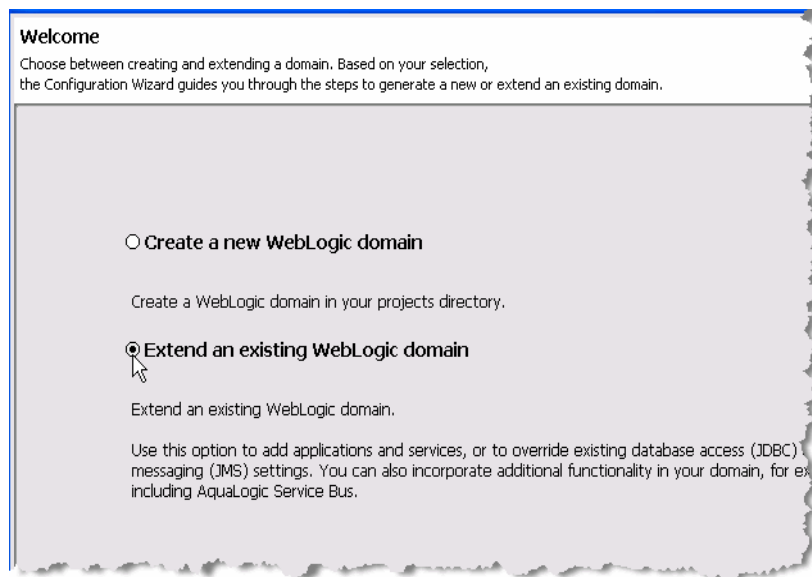 Welcome
Choose between creating and extending a domain. Based on your selection,
the Configuration Wizard guides you through the steps to generate a new or extend an existing domain.
Create a new WebLogic domain
Create a WebLogic domain in your projects directory.
Extend an existing WebLogic domain
Extend an existing WebLogic domain.
Use this option to add applications and services, or to override existing database access (JDBC)
messaging (JMS) settings. You can also incorporate additional functionality in your domain, for
including AquaLogic Service Bus.